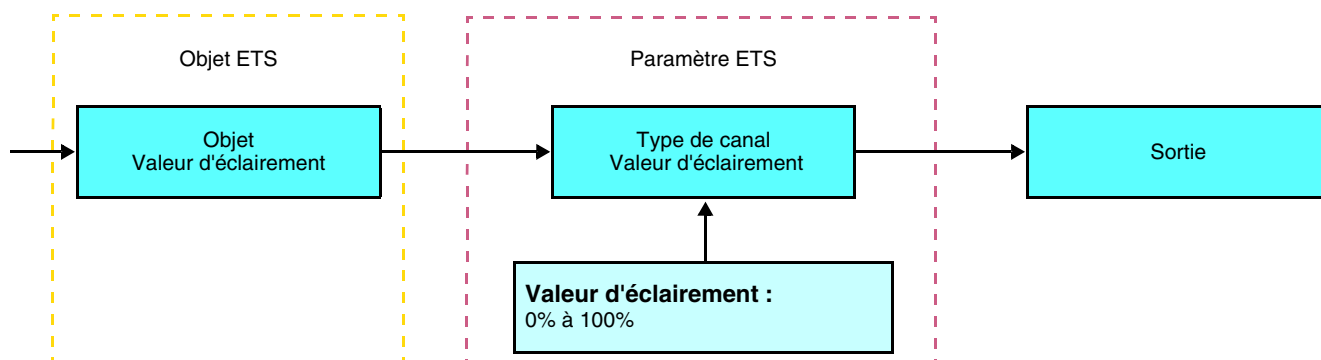 Objet ETS
Paramètre ETS
Objet
Valeur d'éclairement
Type de canal
Valeur d'éclairement
Sortie
Valeur d'éclairement :
0% à 100%